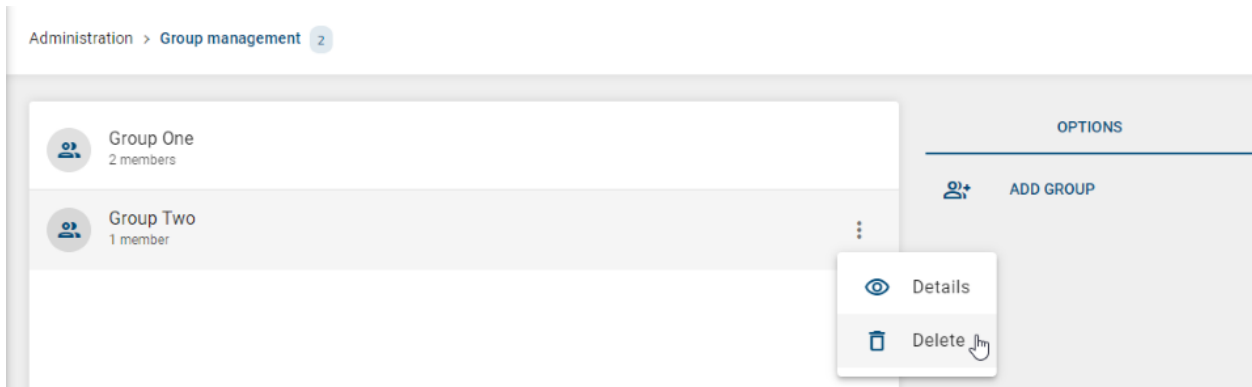 Administration > Group management 2
Group One
2 members
Group Two
1 member
Details
Delete
OPTIONS
ADD GROUP